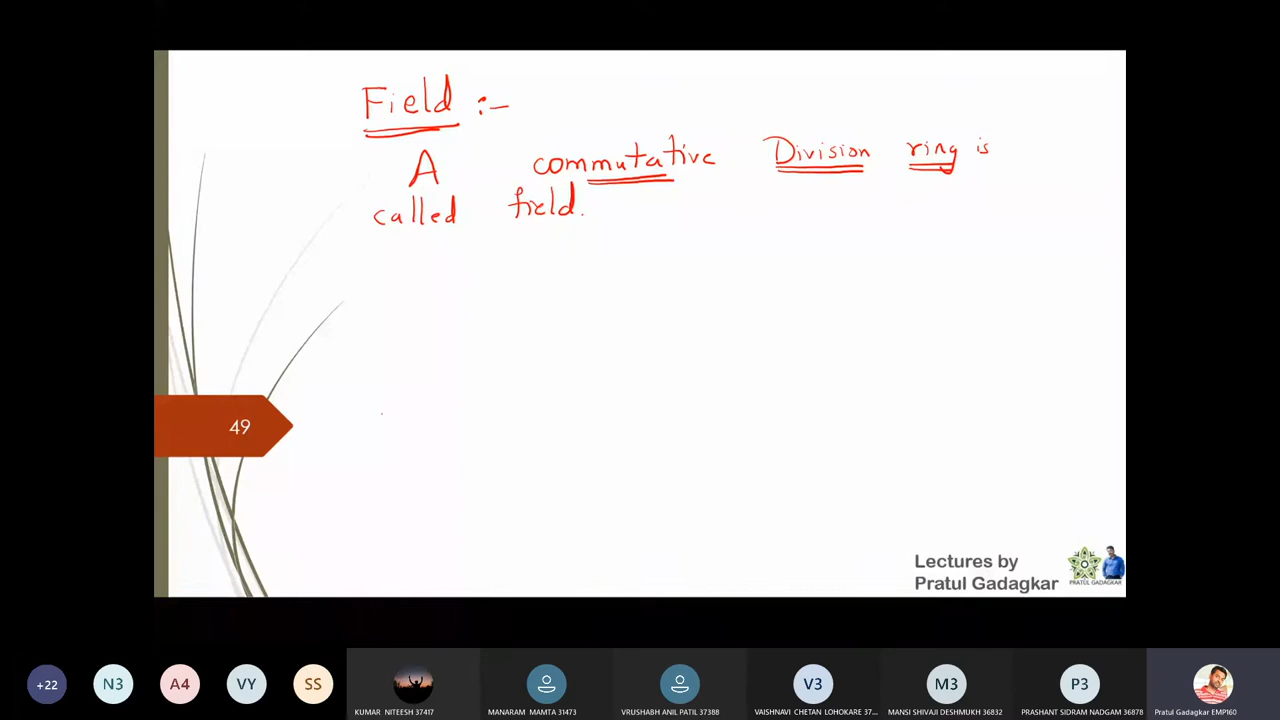 Field :-
A commutative Division ring is
called field.
49
Lectures by
Pratul Gadagkar
PRATUL GADAGKAR
+22
N3
A4
VY
SS
V3
M3
P3
KUMAR NITEESH 37417
MANARAM MAMTA 31473
VRUSHABH ANIL PATIL 37388
VAISHNAVI CHETAN LOHOKARE 37...
MANSI SHIVAJI DESHMUKH 36832
PRASHANT SIDRAM NADGAM 36878
Pratul Gadagkar EMP160